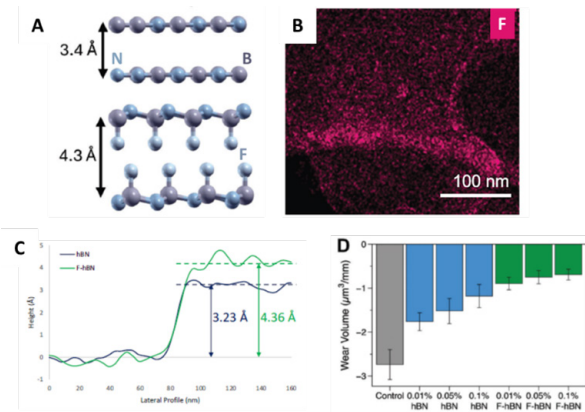 A
3.4 Å
N
B
4.3 Å
F
B
F
100 nm
C
hBN
F-hBN
Height (Å)
5
4
3
2
1
0
-1
3.23 Å
4.36 Å
0
20
40
60
80
100
120
140
160
Lateral Profile (nm)
D
Wear Volume (μm³/mm)
0
-1
-2
-3
Control
0.01% hBN
0.05% hBN
0.1% hBN
0.01% F-hBN
0.05% F-hBN
0.1% F-hBN